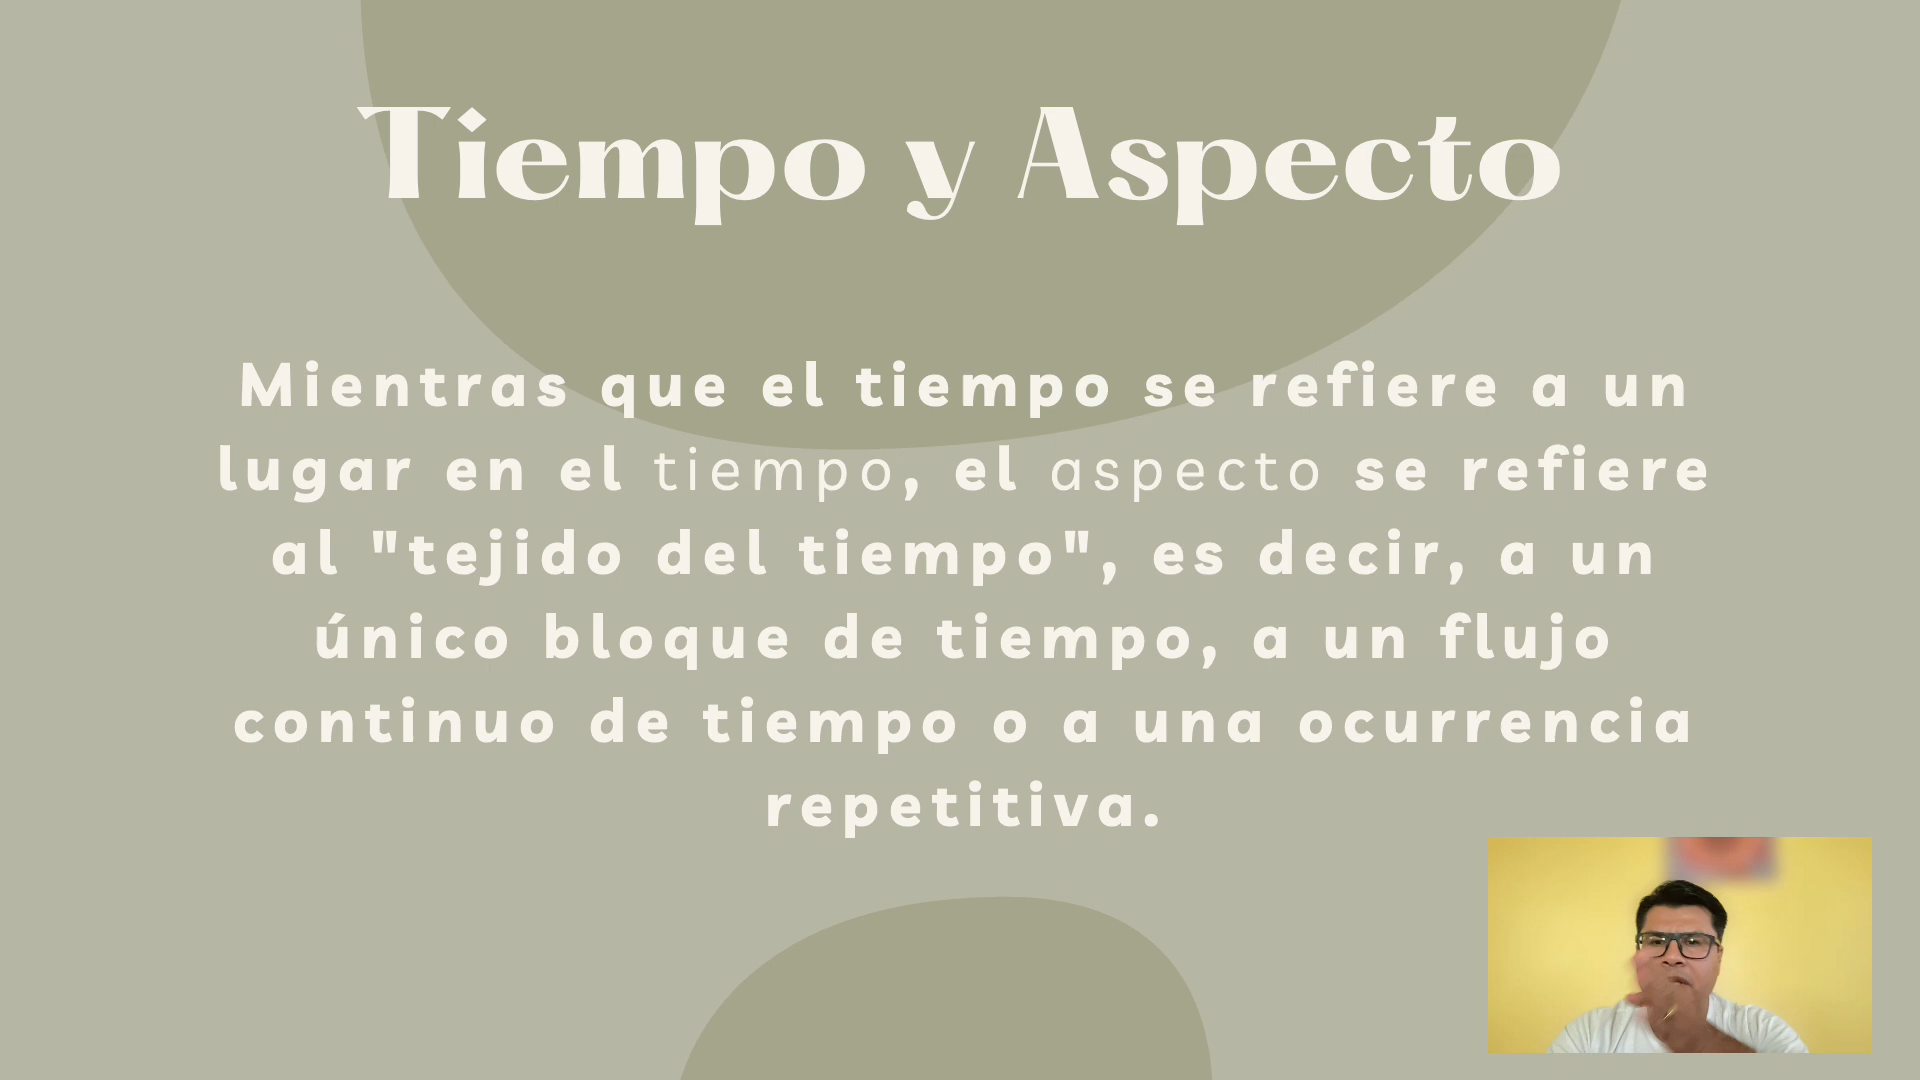 Tiempo y Aspecto
Mientras que el tiempo se refiere a un
lugar en el tiempo, el aspecto se refiere
al "tejido del tiempo", es decir, a un
único bloque de tiempo, a un flujo
continuo de tiempo o a una ocurrencia
repetitiva.